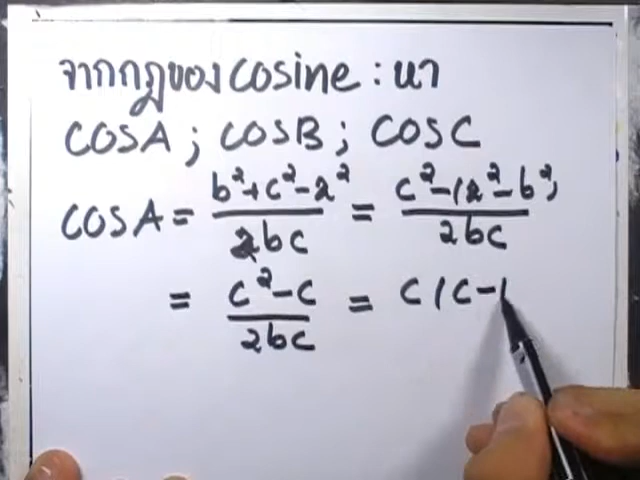 จากกฎของ cosine : หา
COSA ; COSB ; COSC
COSA = b²+c²-a² / 2bc = c²-(a²-b²) / 2bc
= c²-c / 2bc = c(c-1